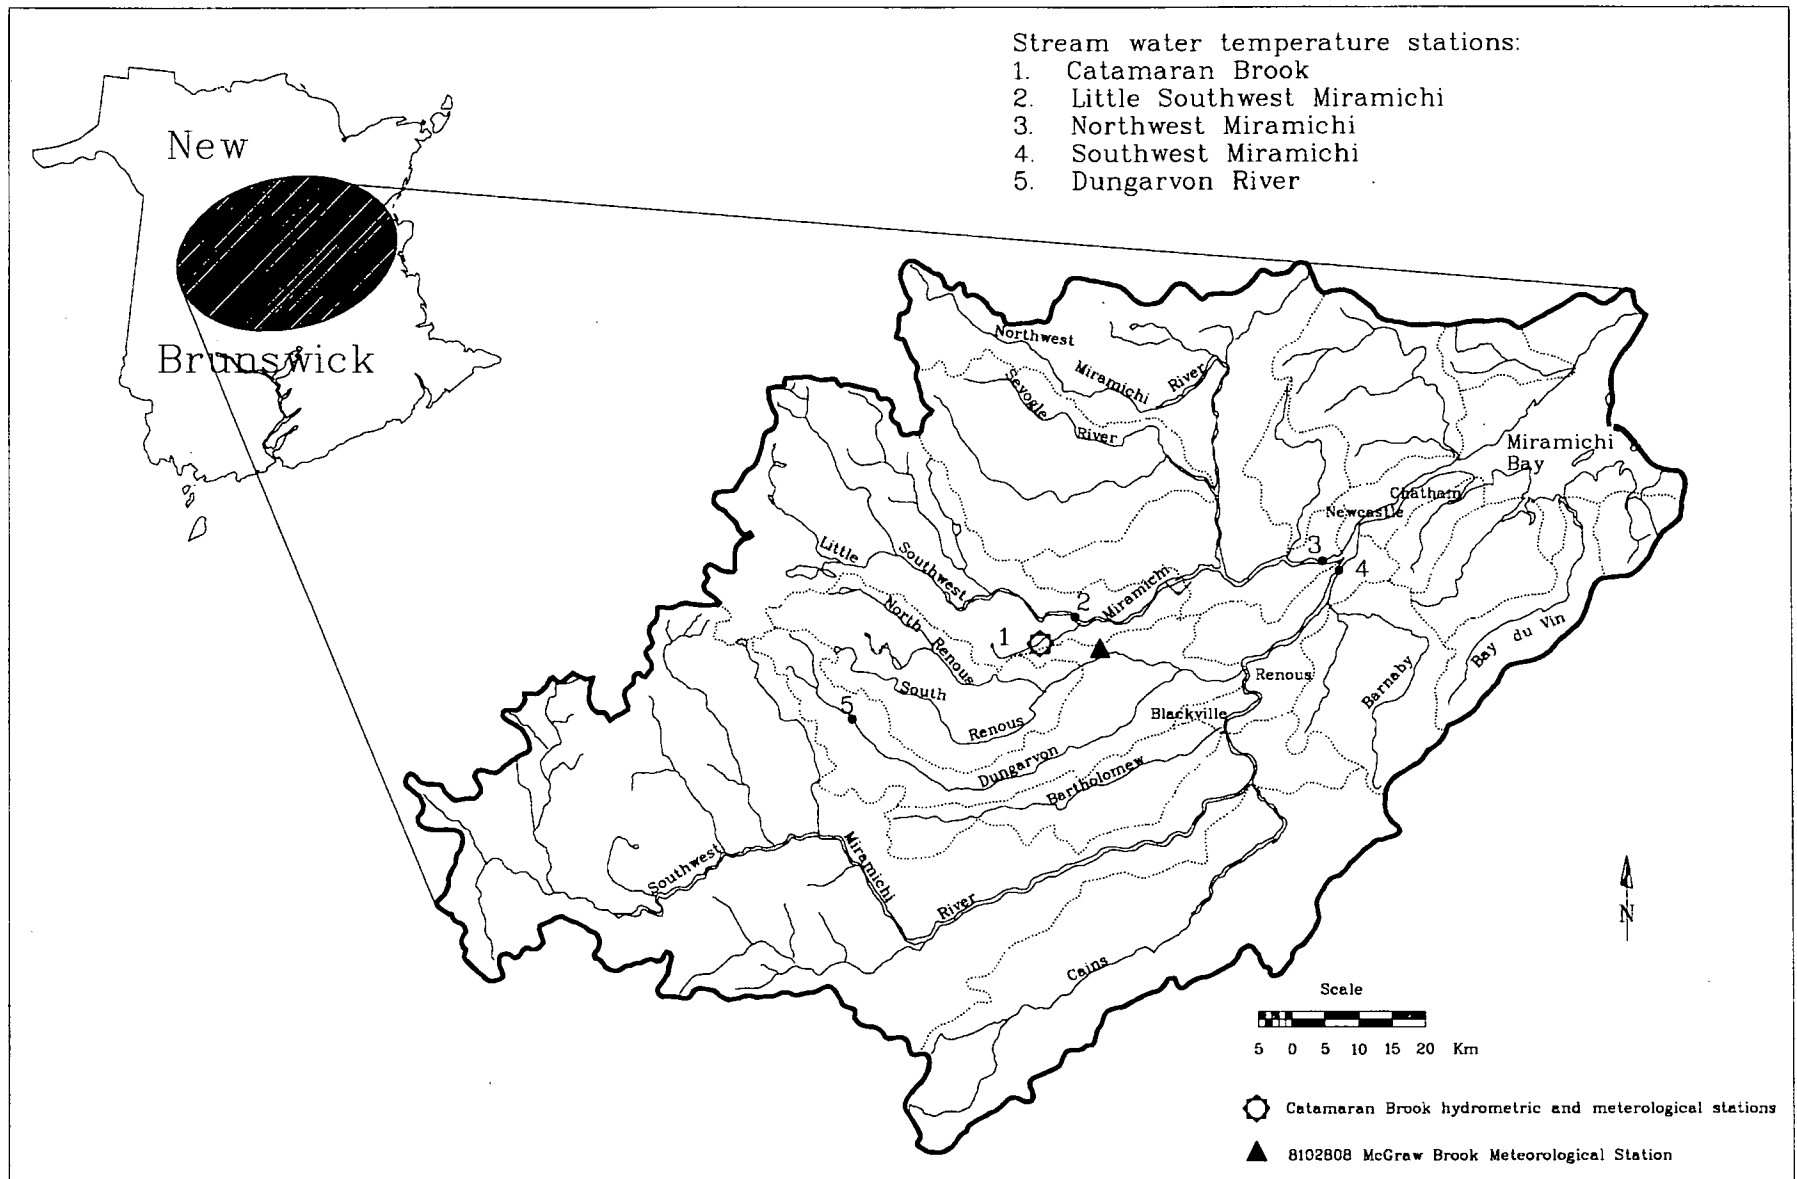 Stream water temperature stations:
1. Catamaran Brook
2. Little Southwest Miramichi
3. Northwest Miramichi
4. Southwest Miramichi
5. Dungarvon River
New
Brunswick
Northwest
Miramichi
River
Sevogle
River
Miramichi
Bay
Chatham
Newcastle
Little
Southwest
Miramichi
3
4
2
1
North
Renous
South
Renous
5
Renous
Blackville
Barnaby
Bay du Vin
Dungarvon
Bartholomew
Southwest
Miramichi
River
Cains
N
Scale
5 0 5 10 15 20 Km
Catamaran Brook hydrometric and meterological stations
8102808 McGraw Brook Meteorological Station